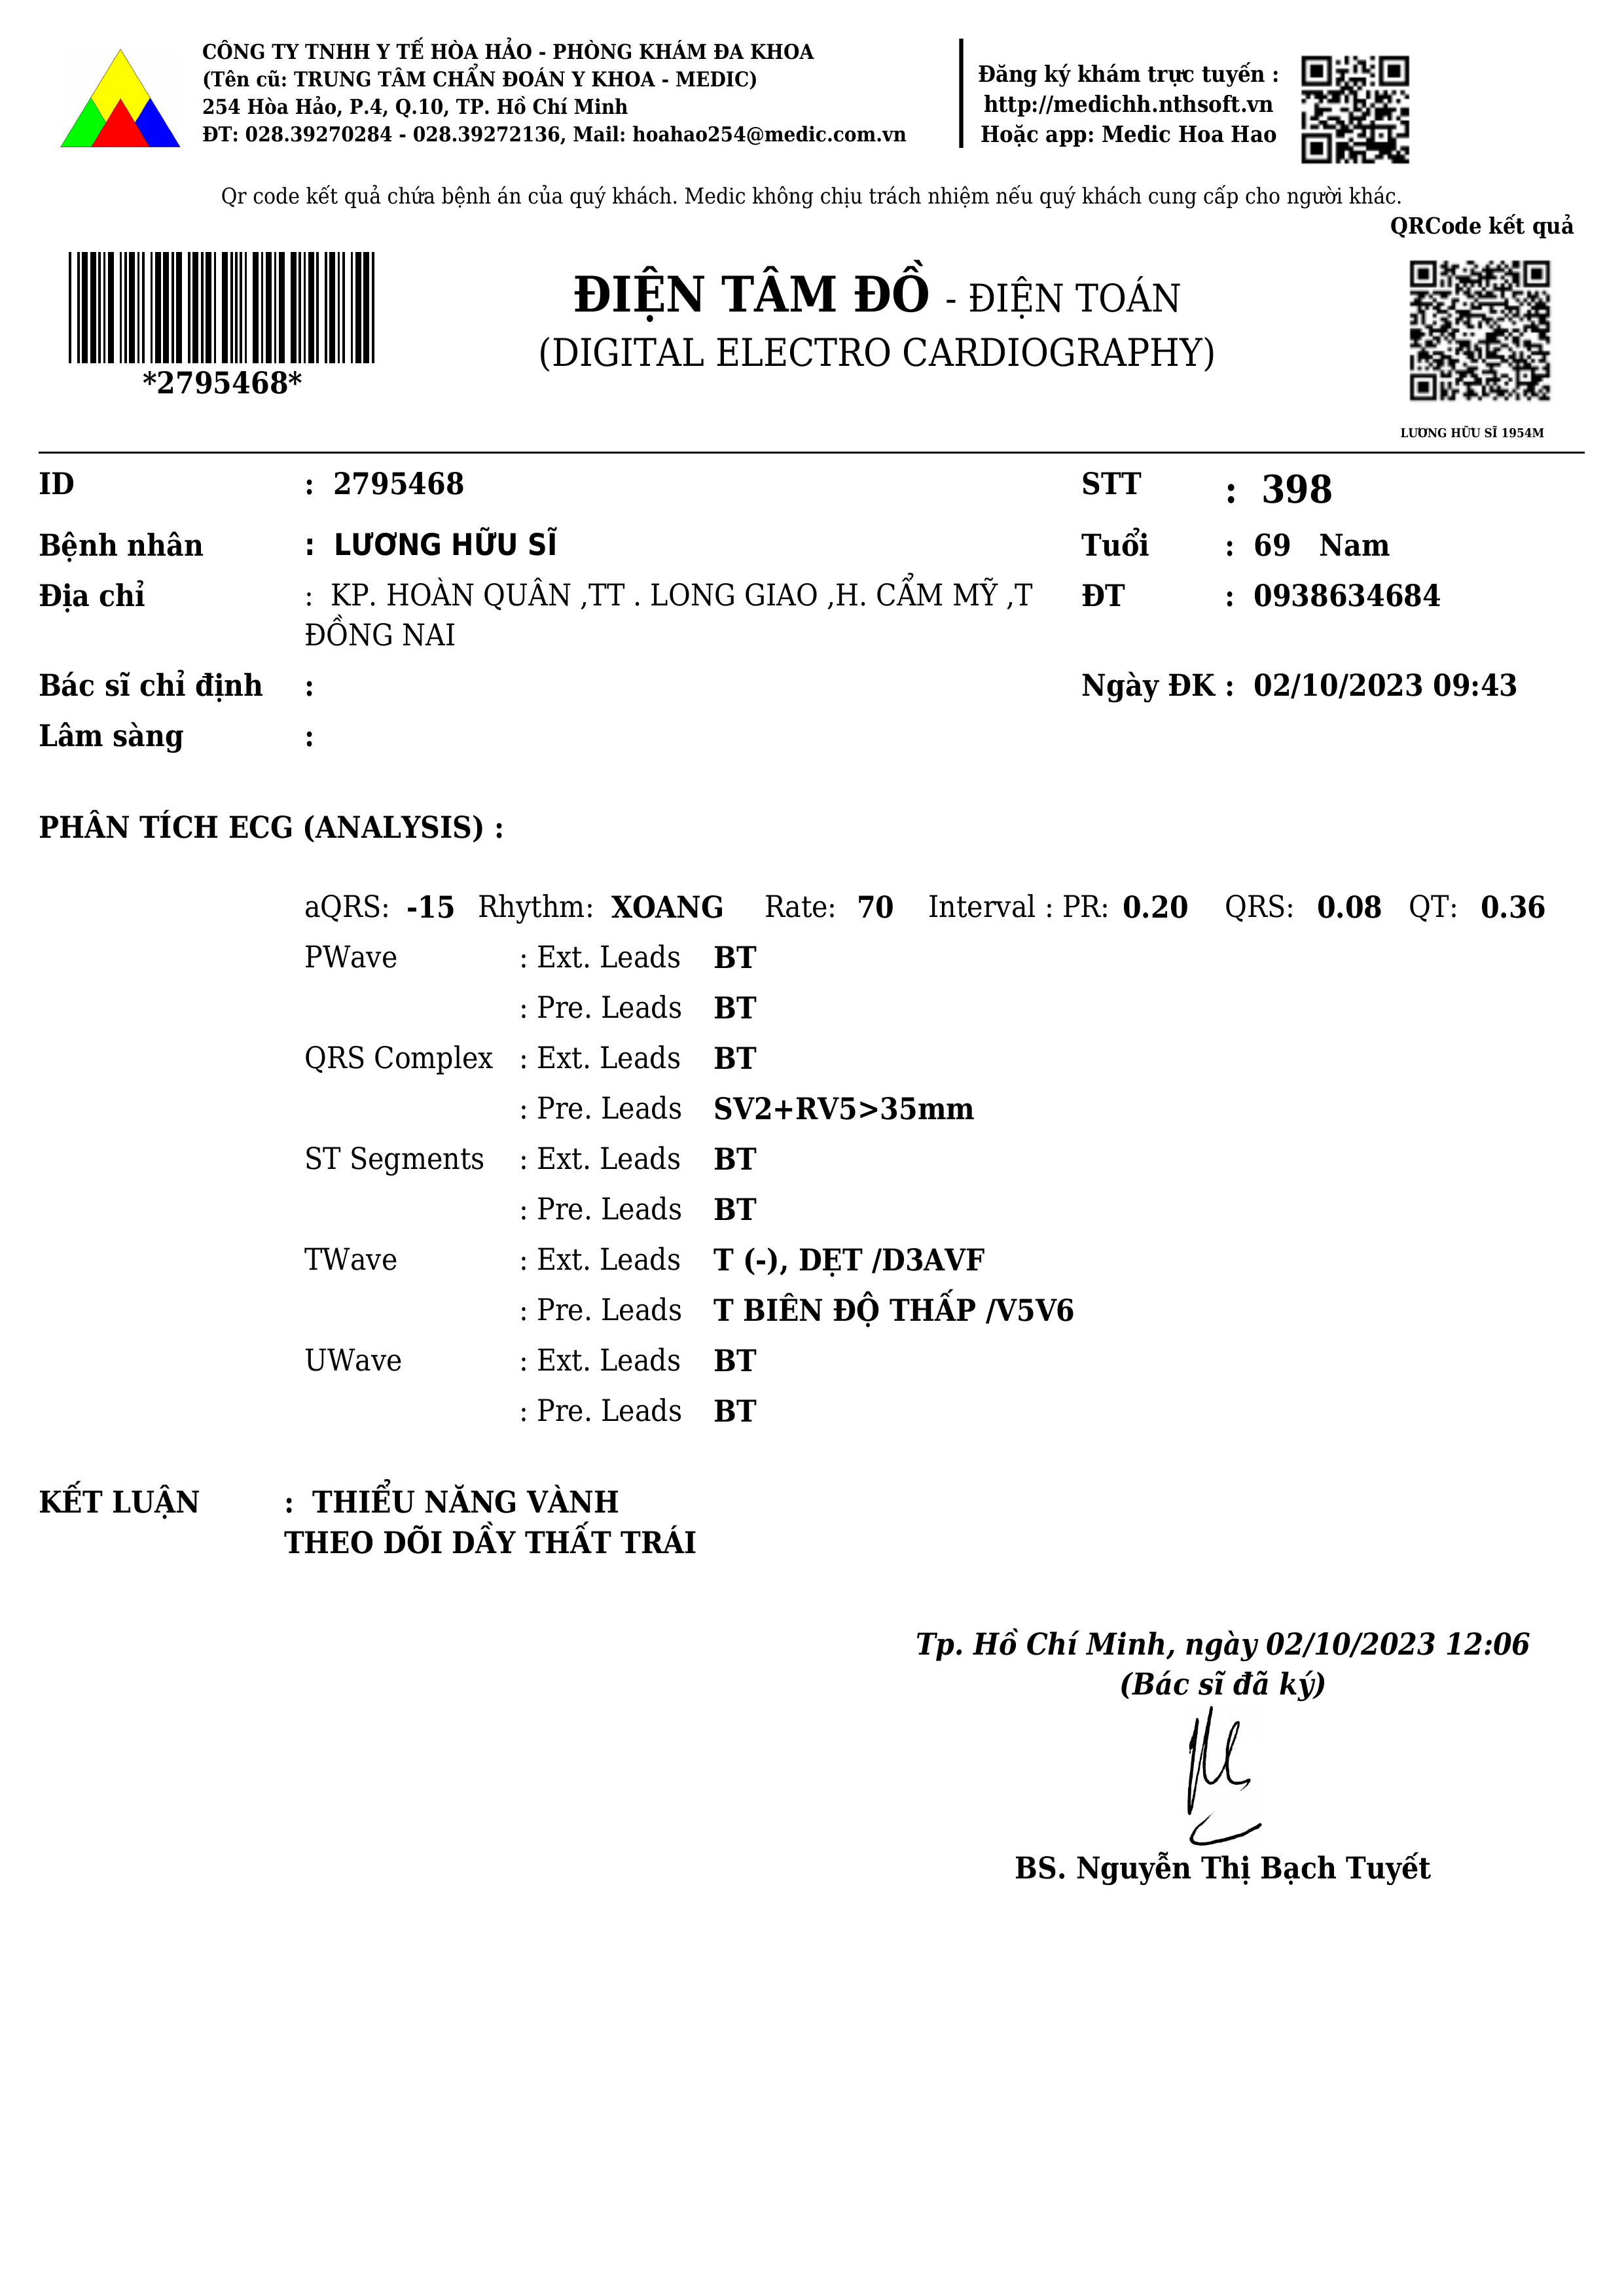 CÔNG TY TNHH Y TẾ HÒA HẢO - PHÒNG KHÁM ĐA KHOA
(Tên cũ: TRUNG TÂM CHẨN ĐOÁN Y KHOA - MEDIC)
254 Hòa Hảo, P.4, Q.10, TP. Hồ Chí Minh
ĐT: 028.39270284 - 028.39272136, Mail: hoahao254@medic.com.vn
Đăng ký khám trực tuyến :
http://medichh.nthsoft.vn
Hoặc app: Medic Hoa Hao
Qr code kết quả chứa bệnh án của quý khách. Medic không chịu trách nhiệm nếu quý khách cung cấp cho người khác.
QRCode kết quả
*2795468*
ĐIỆN TÂM ĐỒ - ĐIỆN TOÁN
(DIGITAL ELECTRO CARDIOGRAPHY)
LƯƠNG HỮU SĨ 1954M
ID : 2795468 STT : 398
Bệnh nhân : LƯƠNG HỮU SĨ Tuổi : 69 Nam
Địa chỉ : KP. HOÀN QUÂN ,TT . LONG GIAO ,H. CẨM MỸ ,T ĐT : 0938634684
ĐỒNG NAI
Bác sĩ chỉ định : Ngày ĐK : 02/10/2023 09:43
Lâm sàng :
PHÂN TÍCH ECG (ANALYSIS) :
aQRS: -15 Rhythm: XOANG Rate: 70 Interval : PR: 0.20 QRS: 0.08 QT: 0.36
PWave : Ext. Leads BT
: Pre. Leads BT
QRS Complex : Ext. Leads BT
: Pre. Leads SV2+RV5>35mm
ST Segments : Ext. Leads BT
: Pre. Leads BT
TWave : Ext. Leads T (-), DẸT /D3AVF
: Pre. Leads T BIÊN ĐỘ THẤP /V5V6
UWave : Ext. Leads BT
: Pre. Leads BT
KẾT LUẬN : THIỂU NĂNG VÀNH
THEO DÕI DẦY THẤT TRÁI
Tp. Hồ Chí Minh, ngày 02/10/2023 12:06
(Bác sĩ đã ký)
BS. Nguyễn Thị Bạch Tuyết